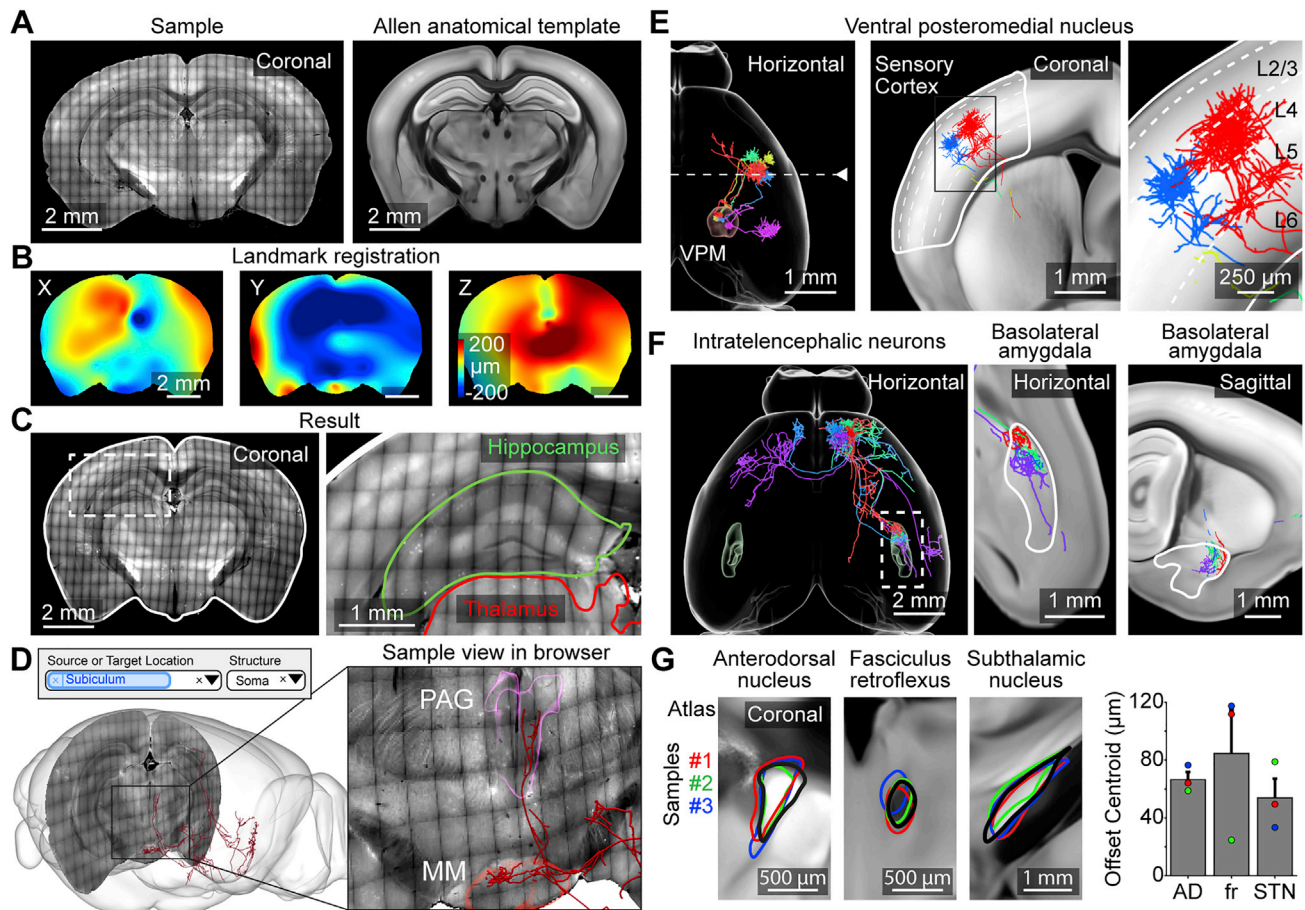 A
Sample
Coronal
2 mm
Allen anatomical template
2 mm
B
Landmark registration
X
2 mm
Y
Z
200
µm
-200
C
Result
Coronal
2 mm
Hippocampus
Thalamus
1 mm
D
Source or Target Location
Structure
× Subiculum
×
Soma
×
Sample view in browser
PAG
MM
E
Ventral posteromedial nucleus
Horizontal
VPM
1 mm
Sensory
Cortex
Coronal
1 mm
L2/3
L4
L5
L6
250 µm
F
Intratelencephalic neurons
Horizontal
2 mm
Basolateral
amygdala
Horizontal
1 mm
Basolateral
amygdala
Sagittal
1 mm
G
Anterodorsal
nucleus
Fasciculus
retroflexus
Subthalamic
nucleus
Atlas
Samples
#1
#2
#3
Coronal
500 µm
500 µm
1 mm
Offset Centroid (µm)
120
80
40
0
AD
fr
STN